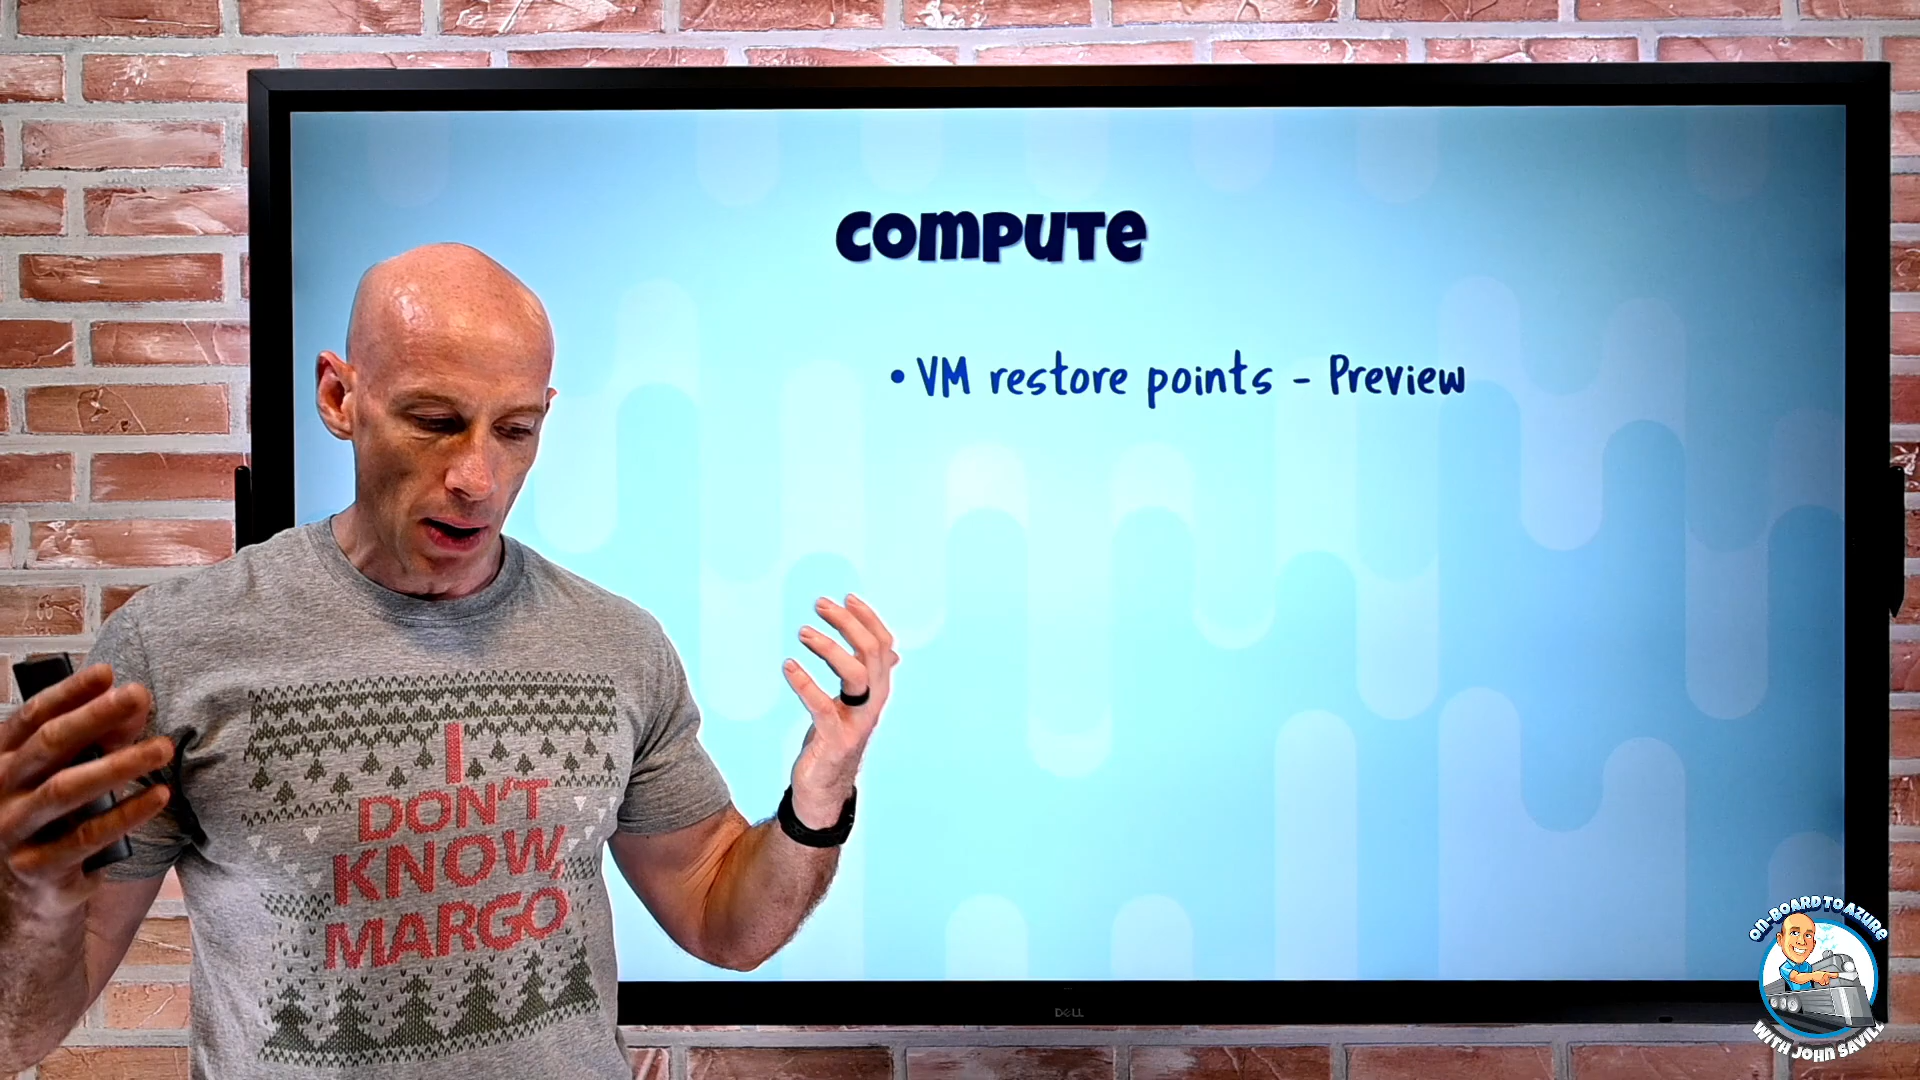 COMPUTE
• VM restore points - Preview
I
DON'T
KNOW,
MARGO
DELL
ON-BOARD TO AZURE
WITH JOHN SAVILL